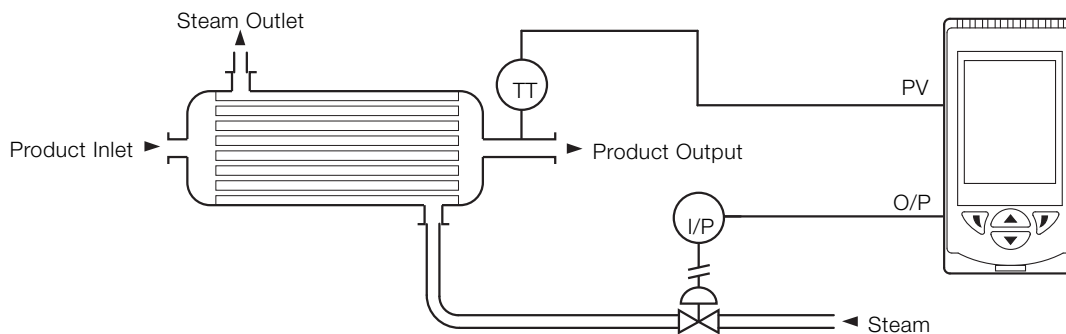 Steam Outlet
TT
PV
Product Inlet
Product Output
O/P
I/P
Steam